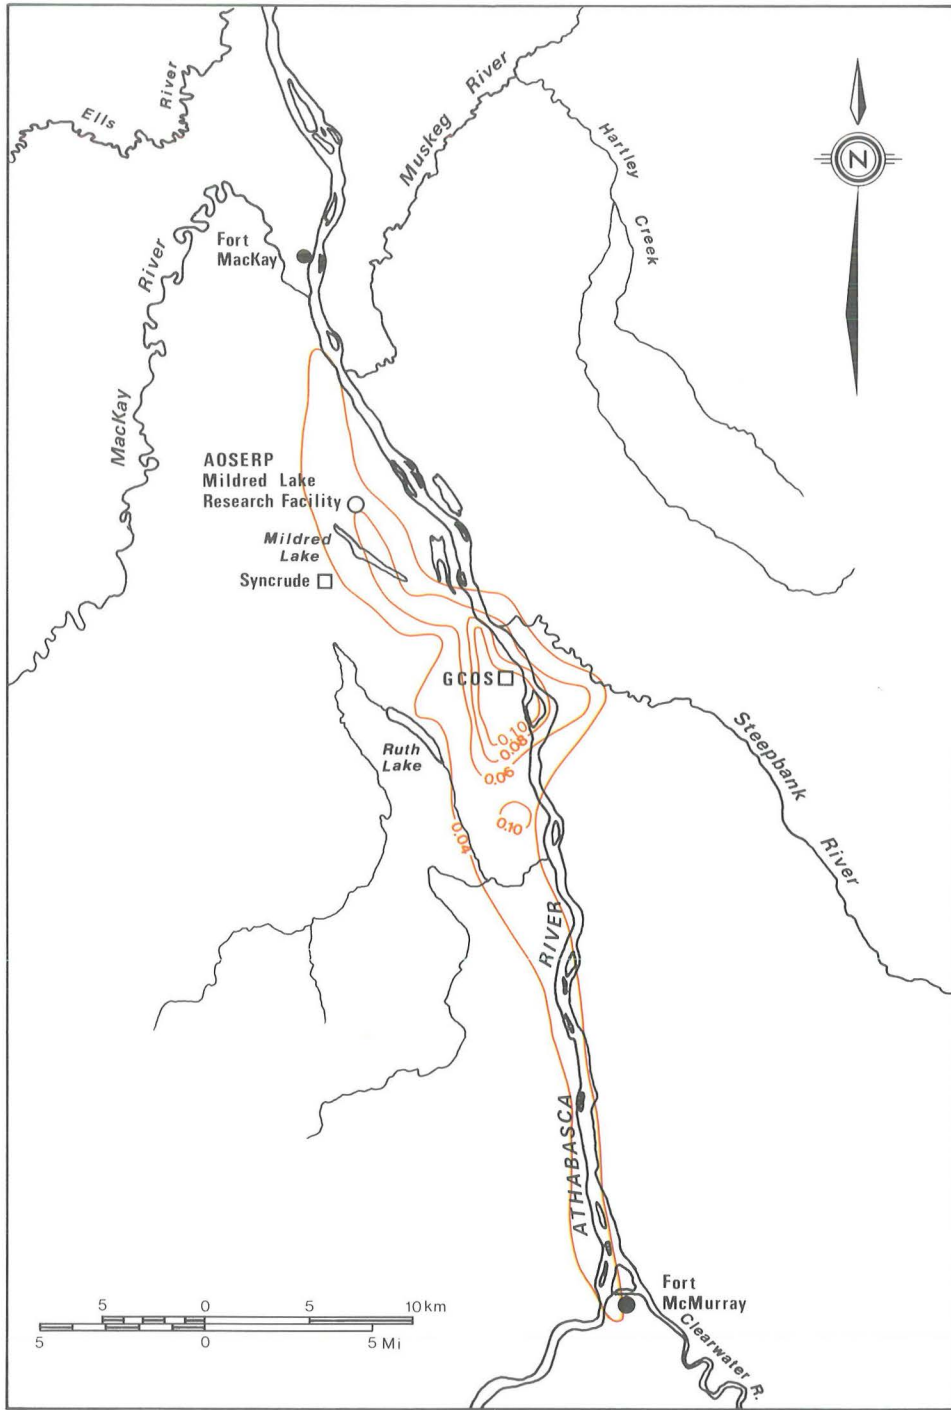 Ells
River
Muskeg
River
Hartley
Creek
N
Fort
MacKay
River
MacKay
AOSERP
Mildred Lake
Research Facility
Mildred
Lake
Syncrude
GCOS
0.10
0.08
0.06
0.10
0.04
Ruth
Lake
Steepbank
River
RIVER
ATHABASCA
Fort
McMurray
Clearwater R.
5 0 5 10 km
5 0 5 Mi